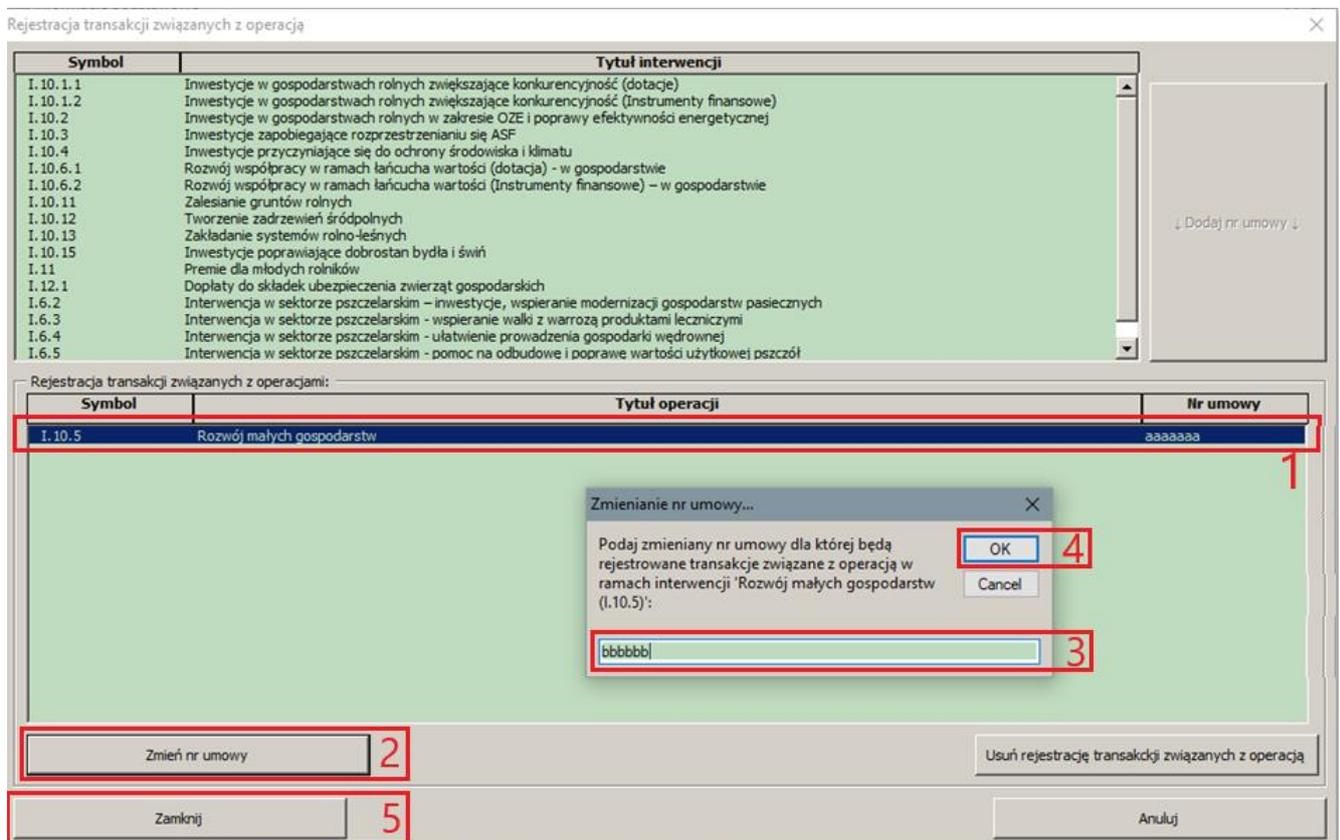 Rejestracja transakcji związanych z operacją
Symbol Tytuł interwencji
I.10.1.1 Inwestycje w gospodarstwach rolnych zwiększające konkurencyjność (dotacje)
I.10.1.2 Inwestycje w gospodarstwach rolnych zwiększające konkurencyjność (Instrumenty finansowe)
I.10.2 Inwestycje w gospodarstwach rolnych w zakresie OZE i poprawy efektywności energetycznej
I.10.3 Inwestycje zapobiegające rozprzestrzenianiu się ASF
I.10.4 Inwestycje przyczyniające się do ochrony środowiska i klimatu
I.10.6.1 Rozwój współpracy w ramach łańcucha wartości (dotacja) - w gospodarstwie
I.10.6.2 Rozwój współpracy w ramach łańcucha wartości (Instrumenty finansowe) – w gospodarstwie
I.10.11 Zalesianie gruntów rolnych
I.10.12 Tworzenie zadrzewień śródpolnych
I.10.13 Zakładanie systemów rolno-leśnych
I.10.15 Inwestycje poprawiające dobrostan bydła i świń
I.11 Premie dla młodych rolników
I.12.1 Dopłaty do składek ubezpieczenia zwierząt gospodarskich
I.6.2 Interwencja w sektorze pszczelarskim – inwestycje, wspieranie modernizacji gospodarstw pasiecznych
I.6.3 Interwencja w sektorze pszczelarskim - wspieranie walki z warrozą produktami leczniczymi
I.6.4 Interwencja w sektorze pszczelarskim - ułatwienie prowadzenia gospodarki wędrownej
I.6.5 Interwencja w sektorze pszczelarskim - pomoc na odbudowę i poprawę wartości użytkowej pszczół
↓ Dodaj nr umowy ↓
Rejestracja transakcji związanych z operacjami:
Symbol Tytuł operacji Nr umowy
I.10.5 Rozwój małych gospodarstw aaaaaaa
1
Zmienianie nr umowy...
Podaj zmieniany nr umowy dla której będą
rejestrowane transakcje związane z operacją w
ramach interwencji 'Rozwój małych gospodarstw
(I.10.5)':
OK 4
Cancel
bbbbbb 3
Zmień nr umowy 2
Usuń rejestrację transakckji związanych z operacją
Zamknij 5
Anuluj